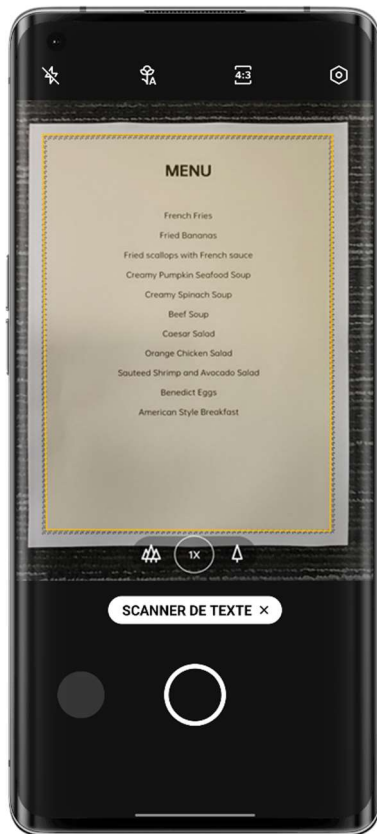 A
4:3
MENU
French Fries
Fried Bananas
Fried scallops with French sauce
Creamy Pumpkin Seafood Soup
Creamy Spinach Soup
Beef Soup
Caesar Salad
Orange Chicken Salad
Sauteed Shrimp and Avocado Salad
Benedict Eggs
American Style Breakfast
1X
SCANNER DE TEXTE ×